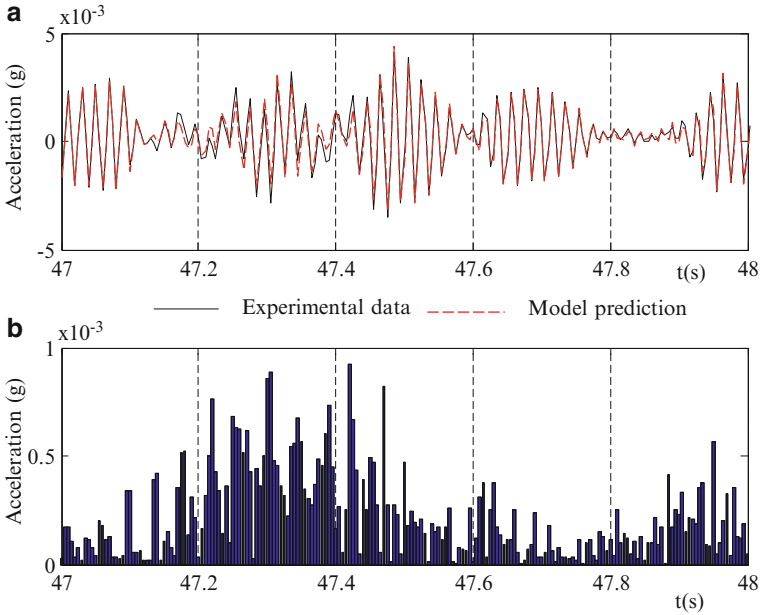 a
x10-3
5
0
-5
Acceleration (g)
47 47.2 47.4 47.6 47.8 48
t(s)
Experimental data Model prediction
b
x10-3
1
0.5
0
Acceleration (g)
47 47.2 47.4 47.6 47.8 48
t(s)